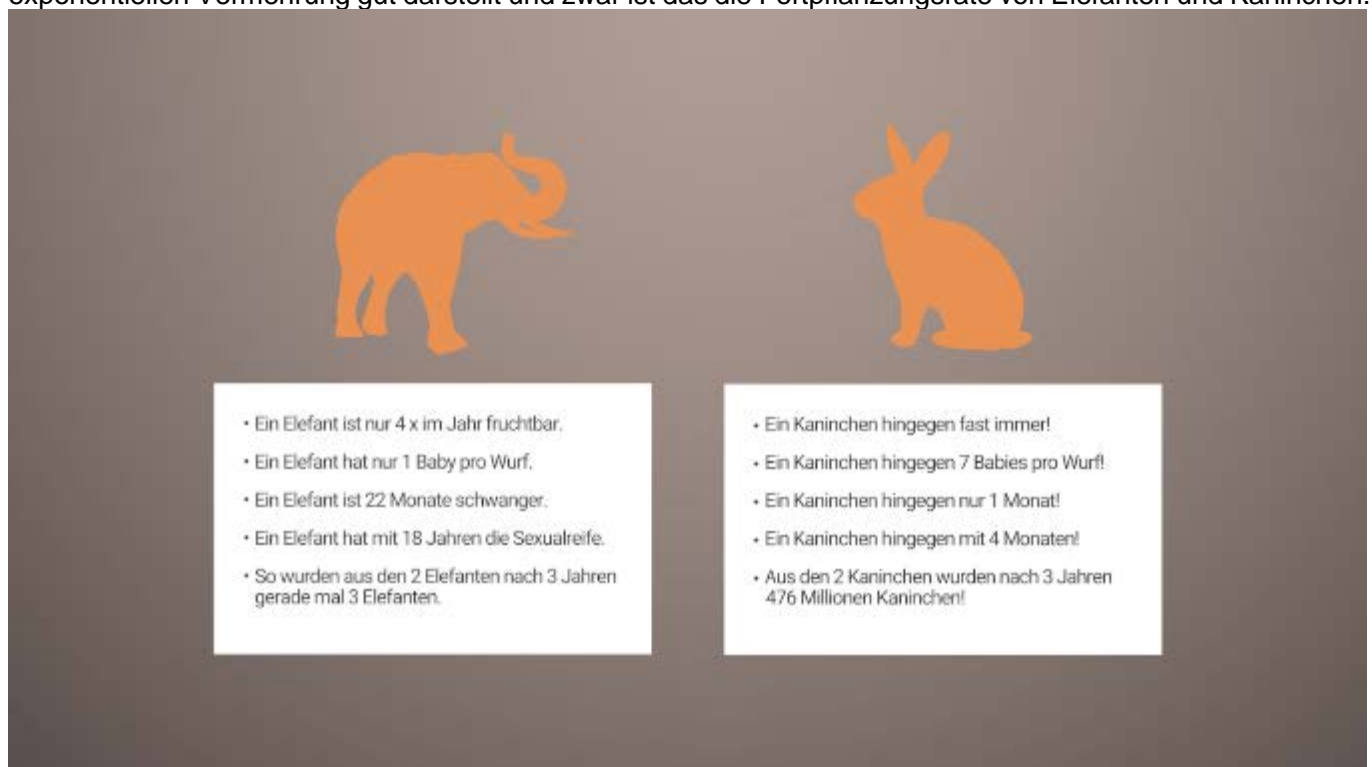 exponentiellen Vermehrung gut darstellt und zwar ist das die Fortpflanzungsrate von Elefanten und Kaninchen.
• Ein Elefant ist nur 4 x im Jahr fruchtbar.
• Ein Elefant hat nur 1 Baby pro Wurf.
• Ein Elefant ist 22 Monate schwanger.
• Ein Elefant hat mit 18 Jahren die Sexualreife.
• So wurden aus den 2 Elefanten nach 3 Jahren
gerade mal 3 Elefanten.
• Ein Kaninchen hingegen fast immer!
• Ein Kaninchen hingegen 7 Babies pro Wurf!
• Ein Kaninchen hingegen nur 1 Monat!
• Ein Kaninchen hingegen mit 4 Monaten!
• Aus den 2 Kaninchen wurden nach 3 Jahren
476 Millionen Kaninchen!